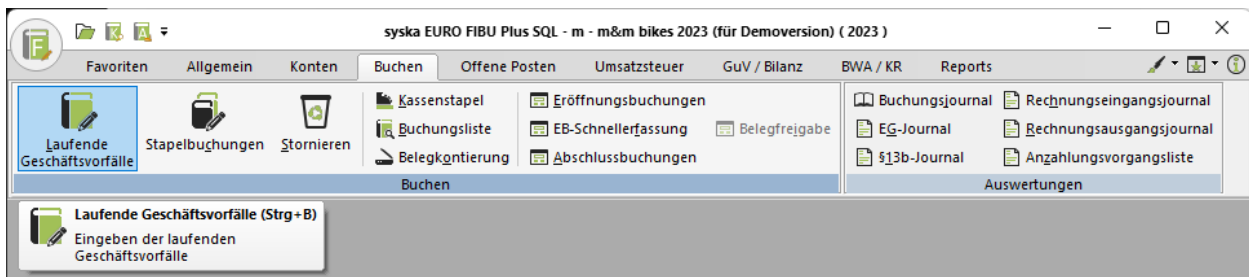 syska EURO FIBU Plus SQL - m - m&m bikes 2023 (für Demoversion) ( 2023 )
Favoriten Allgemein Konten Buchen Offene Posten Umsatzsteuer GuV / Bilanz BWA / KR Reports
Laufende Geschäftsvorfälle
Stapelbuchungen
Stornieren
Kassenstapel
Buchungsliste
Belegkontierung
Eröffnungsbuchungen
EB-Schnellerfassung
Abschlussbuchungen
Belegfreigabe
Buchen
Buchungsjournal
EG-Journal
§13b-Journal
Rechnungseingangsjournal
Rechnungsausgangsjournal
Anzahlungsvorgangsliste
Auswertungen
Laufende Geschäftsvorfälle (Strg+B)
Eingeben der laufenden
Geschäftsvorfälle